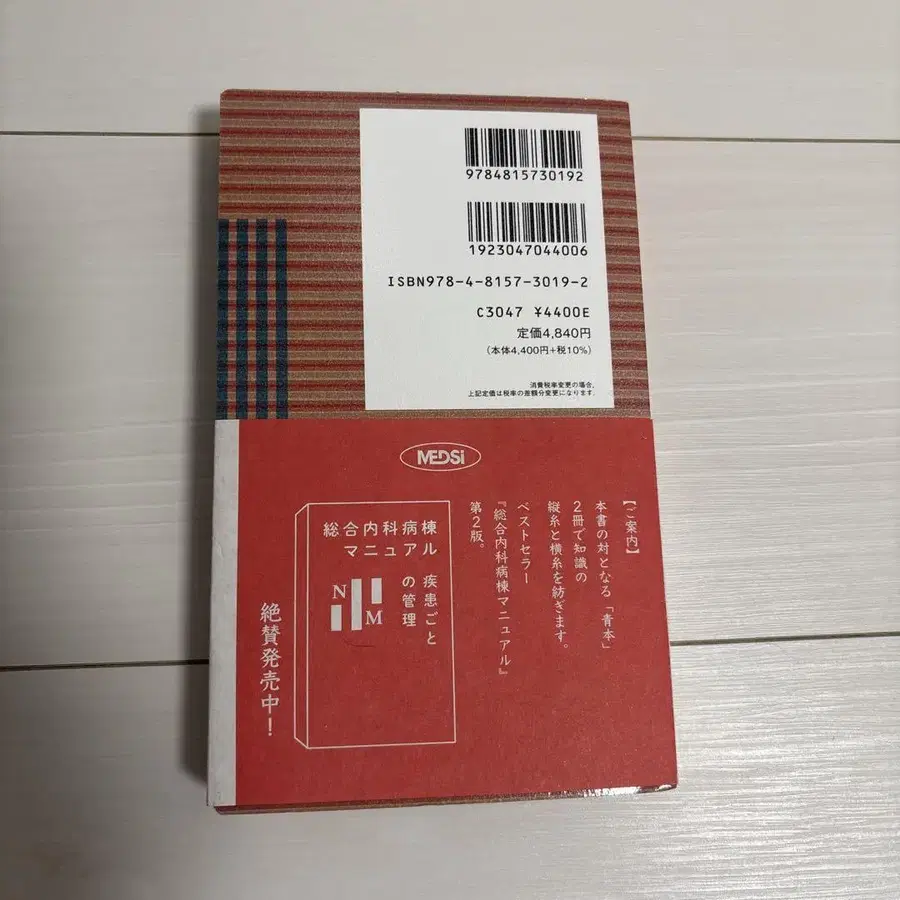 9784815730192
1923047044006
ISBN978-4-8157-3019-2
C3047 ¥4400E
定価4,840円
(本体4,400円+税10%)
消費税率変更の場合,
上記定価は税率の差額分変更になります.
MEDSi
【ご案内】
本書の対となる「青本」
2冊で知識の
縦糸と横糸を紡ぎます。
ベストセラー
『総合内科病棟マニュアル』
第2版。
総合内科病棟
マニュアル
疾患ごと
の管理
N
M
絶賛発売中!